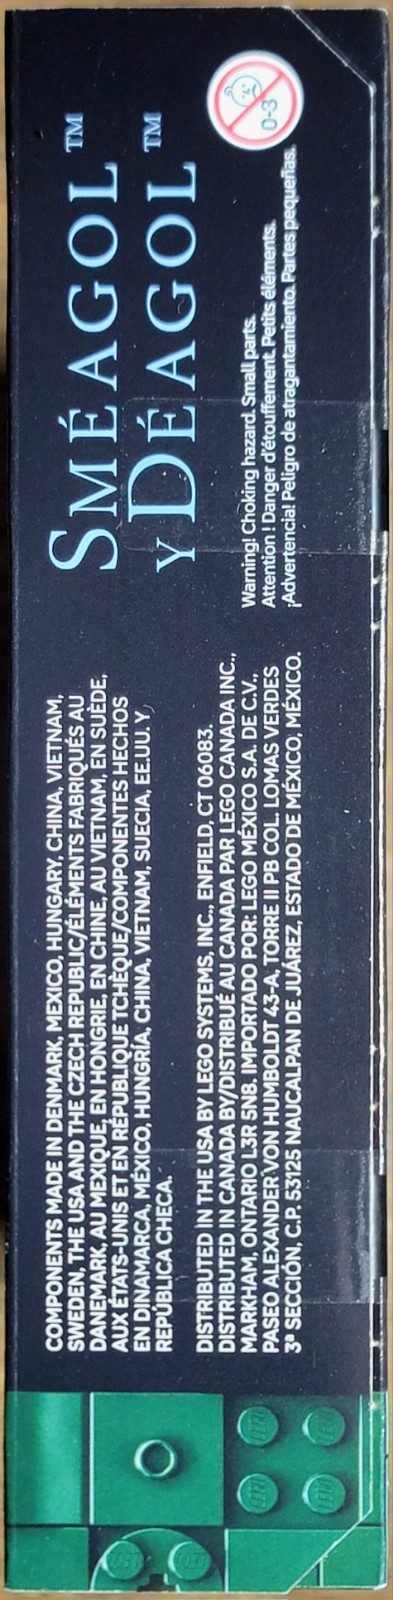 COMPONENTS MADE IN DENMARK, MEXICO, HUNGARY, CHINA, VIETNAM,
SWEDEN, THE USA AND THE CZECH REPUBLIC/ÉLÉMENTS FABRIQUÉS AU
DANEMARK, AU MEXIQUE, EN HONGRIE, EN CHINE, AU VIETNAM, EN SUÈDE,
AUX ÉTATS-UNIS ET EN RÉPUBLIQUE TCHÈQUE/COMPONENTES HECHOS
EN DINAMARCA, MÉXICO, HUNGRÍA, CHINA, VIETNAM, SUECIA, EE.UU. Y
REPÚBLICA CHECA.
DISTRIBUTED IN THE USA BY LEGO SYSTEMS, INC., ENFIELD, CT 06083.
DISTRIBUTED IN CANADA BY/DISTRIBUÉ AU CANADA PAR LEGO CANADA INC.,
MARKHAM, ONTARIO L3R 5N8. IMPORTADO POR: LEGO MÉXICO S.A. DE C.V.,
PASEO ALEXANDER VON HUMBOLDT 43-A, TORRE II PB COL. LOMAS VERDES
3ª SECCIÓN, C.P. 53125 NAUCALPAN DE JUÁREZ, ESTADO DE MÉXICO, MÉXICO.
SMÉAGOL™
Y DÉAGOL™
Warning! Choking hazard. Small parts.
Attention ! Danger d'étouffement. Petits éléments.
¡Advertencia! Peligro de atragantamiento. Partes pequeñas.
0-3